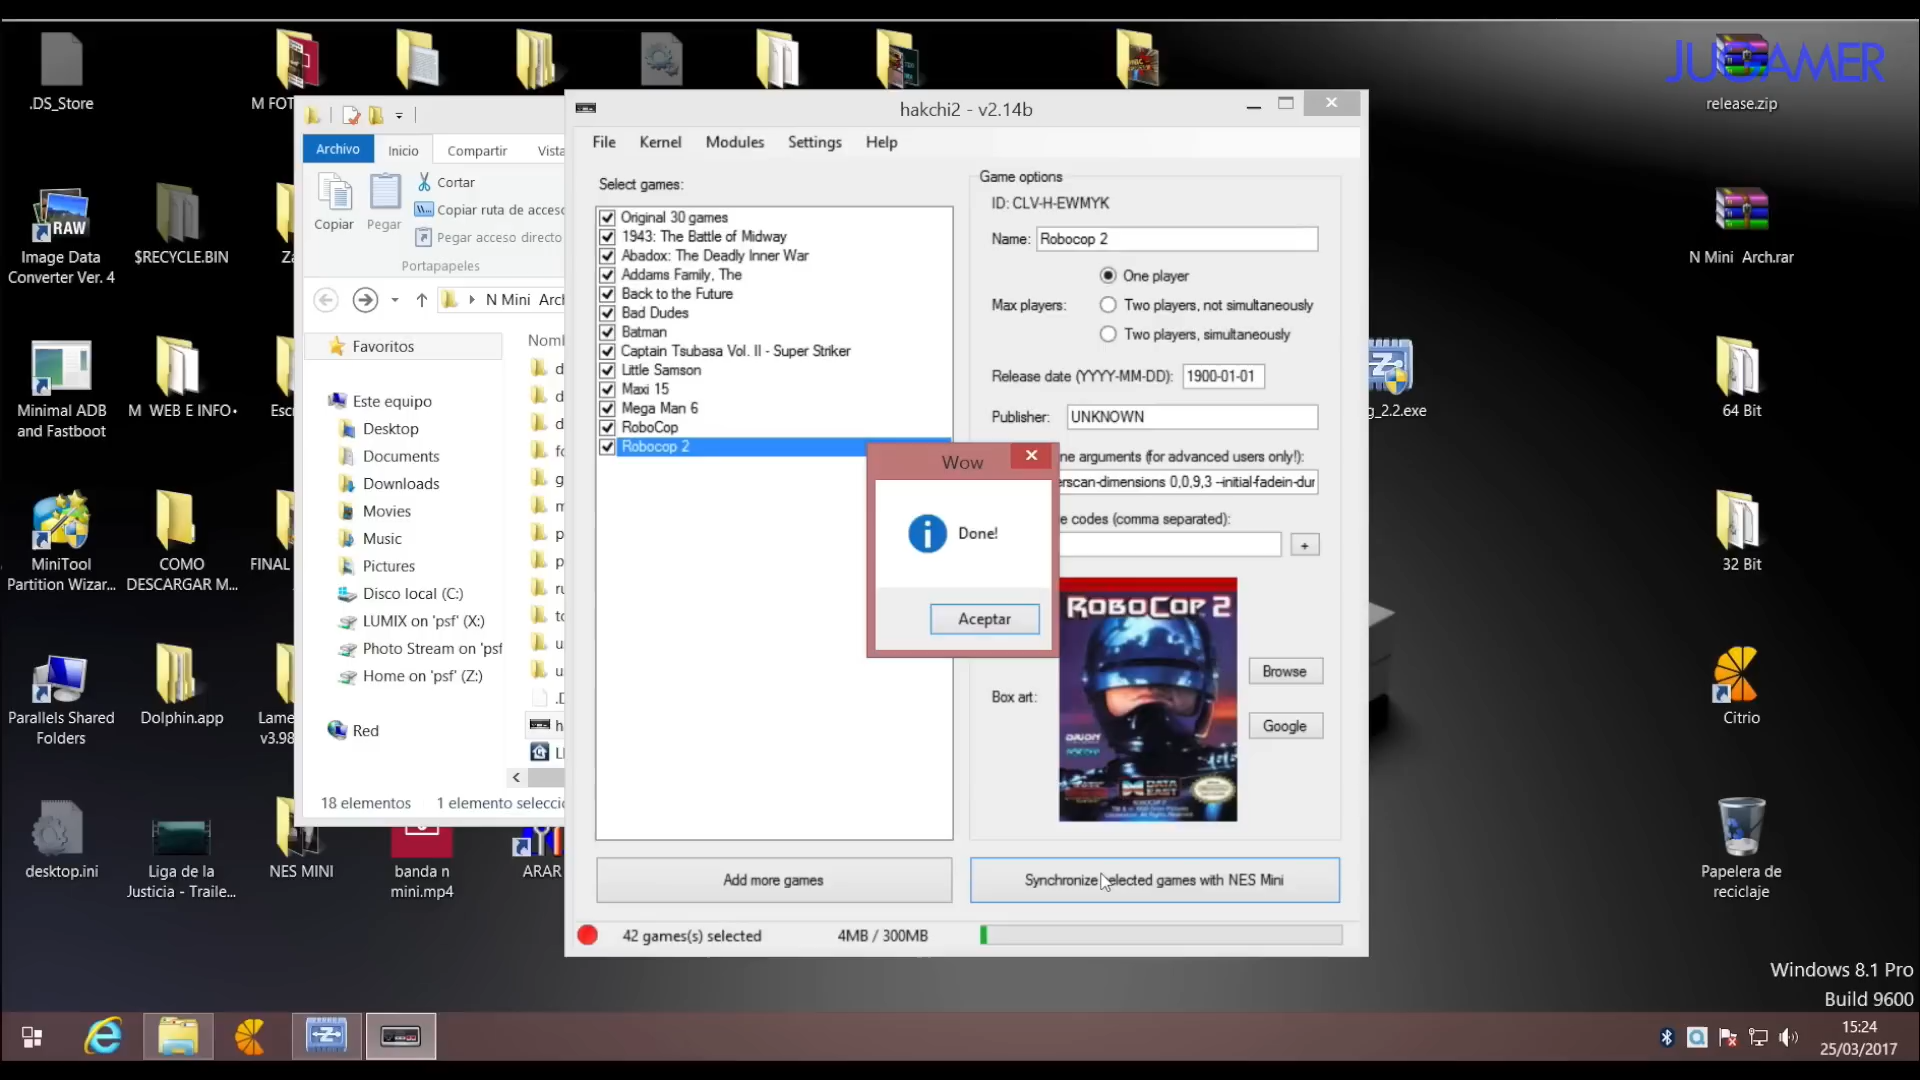 JUGAMER
.DS_Store
M FOT
release.zip
Image Data
Converter Ver. 4
$RECYCLE.BIN
Za
N Mini Arch.rar
Minimal ADB
and Fastboot
M WEB E INFO
Esc
g_2.2.exe
64 Bit
MiniTool
Partition Wizar...
COMO
DESCARGAR M...
FINAL
32 Bit
Parallels Shared
Folders
Dolphin.app
Lame
v3.98
Citrio
desktop.ini
Liga de la
Justicia - Traile...
NES MINI
banda n
mini.mp4
ARAR
Papelera de
reciclaje
Archivo
Inicio
Compartir
Vista
Copiar
Pegar
Cortar
Copiar ruta de acceso
Pegar acceso directo
Portapapeles
N Mini Arch
Favoritos
Este equipo
Desktop
Documents
Downloads
Movies
Music
Pictures
Disco local (C:)
LUMIX on 'psf' (X:)
Photo Stream on 'psf
Home on 'psf' (Z:)
Red
18 elementos
1 elemento selecci
hakchi2 - v2.14b
File
Kernel
Modules
Settings
Help
Select games:
Original 30 games
1943: The Battle of Midway
Abadox: The Deadly Inner War
Addams Family, The
Back to the Future
Bad Dudes
Batman
Captain Tsubasa Vol. II - Super Striker
Little Samson
Maxi 15
Mega Man 6
RoboCop
Robocop 2
Game options
ID: CLV-H-EWMYK
Name: Robocop 2
Max players:
One player
Two players, not simultaneously
Two players, simultaneously
Release date (YYYY-MM-DD): 1900-01-01
Publisher: UNKNOWN
ne arguments (for advanced users only!):
erscan-dimensions 0,0,9,3 --initial-fadein-dur
e codes (comma separated):
+
Wow
Done!
Aceptar
Box art:
ROBOCOP 2
DATA
EAST
Browse
Google
Add more games
Synchronize selected games with NES Mini
42 games(s) selected
4MB / 300MB
Windows 8.1 Pro
Build 9600
15:24
25/03/2017